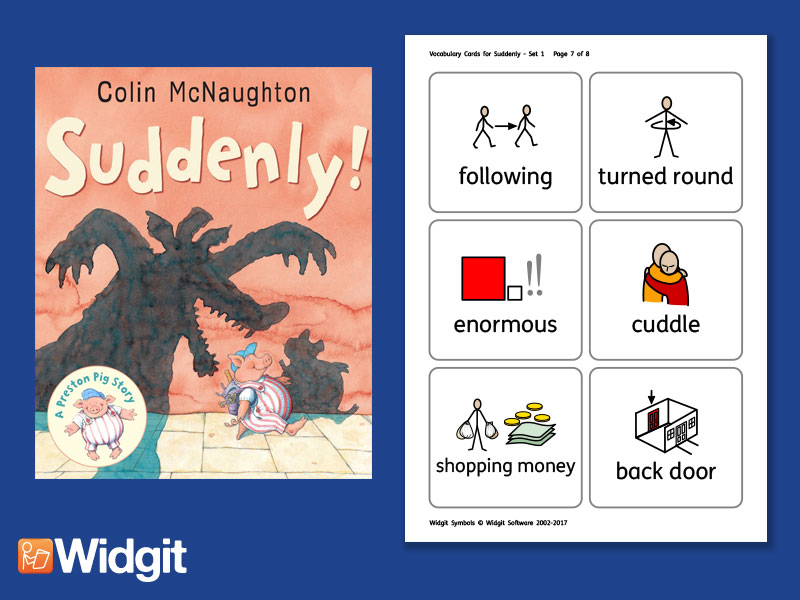 Colin McNaughton
Suddenly!
A Preston Pig Story
Vocabulary Cards for Suddenly - Set 1 Page 7 of 8
following
turned round
enormous
!!
cuddle
shopping money
back door
Widgit Symbols © Widgit Software 2002-2017
Widgit